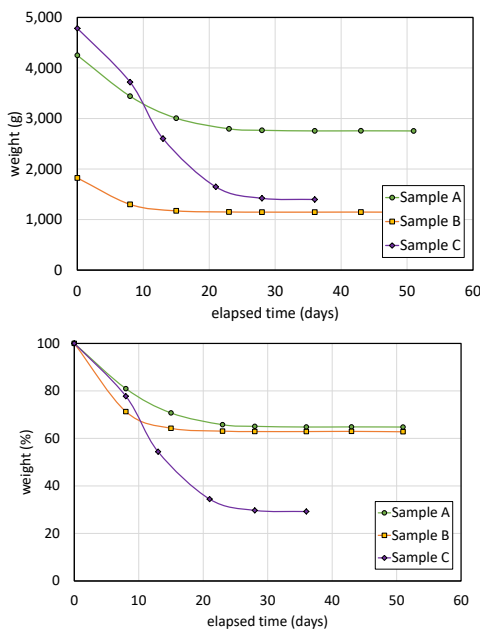 5,000
4,000
3,000
2,000
1,000
0
weight (g)
Sample A
Sample B
Sample C
0 10 20 30 40 50 60
elapsed time (days)
100
80
60
40
20
0
weight (%)
Sample A
Sample B
Sample C
0 10 20 30 40 50 60
elapsed time (days)